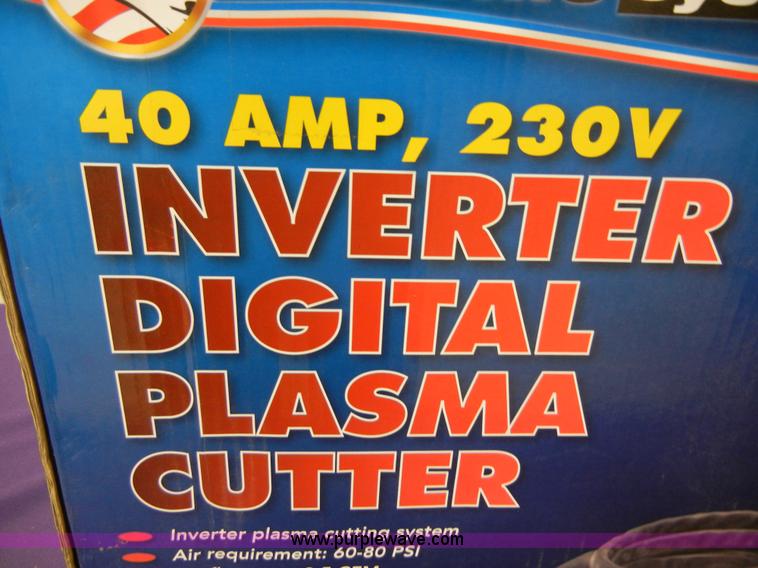 40 AMP, 230V
INVERTER
DIGITAL
PLASMA
CUTTER
Inverter plasma cutting system
www.purplewave.com
Air requirement: 60-80 PSI